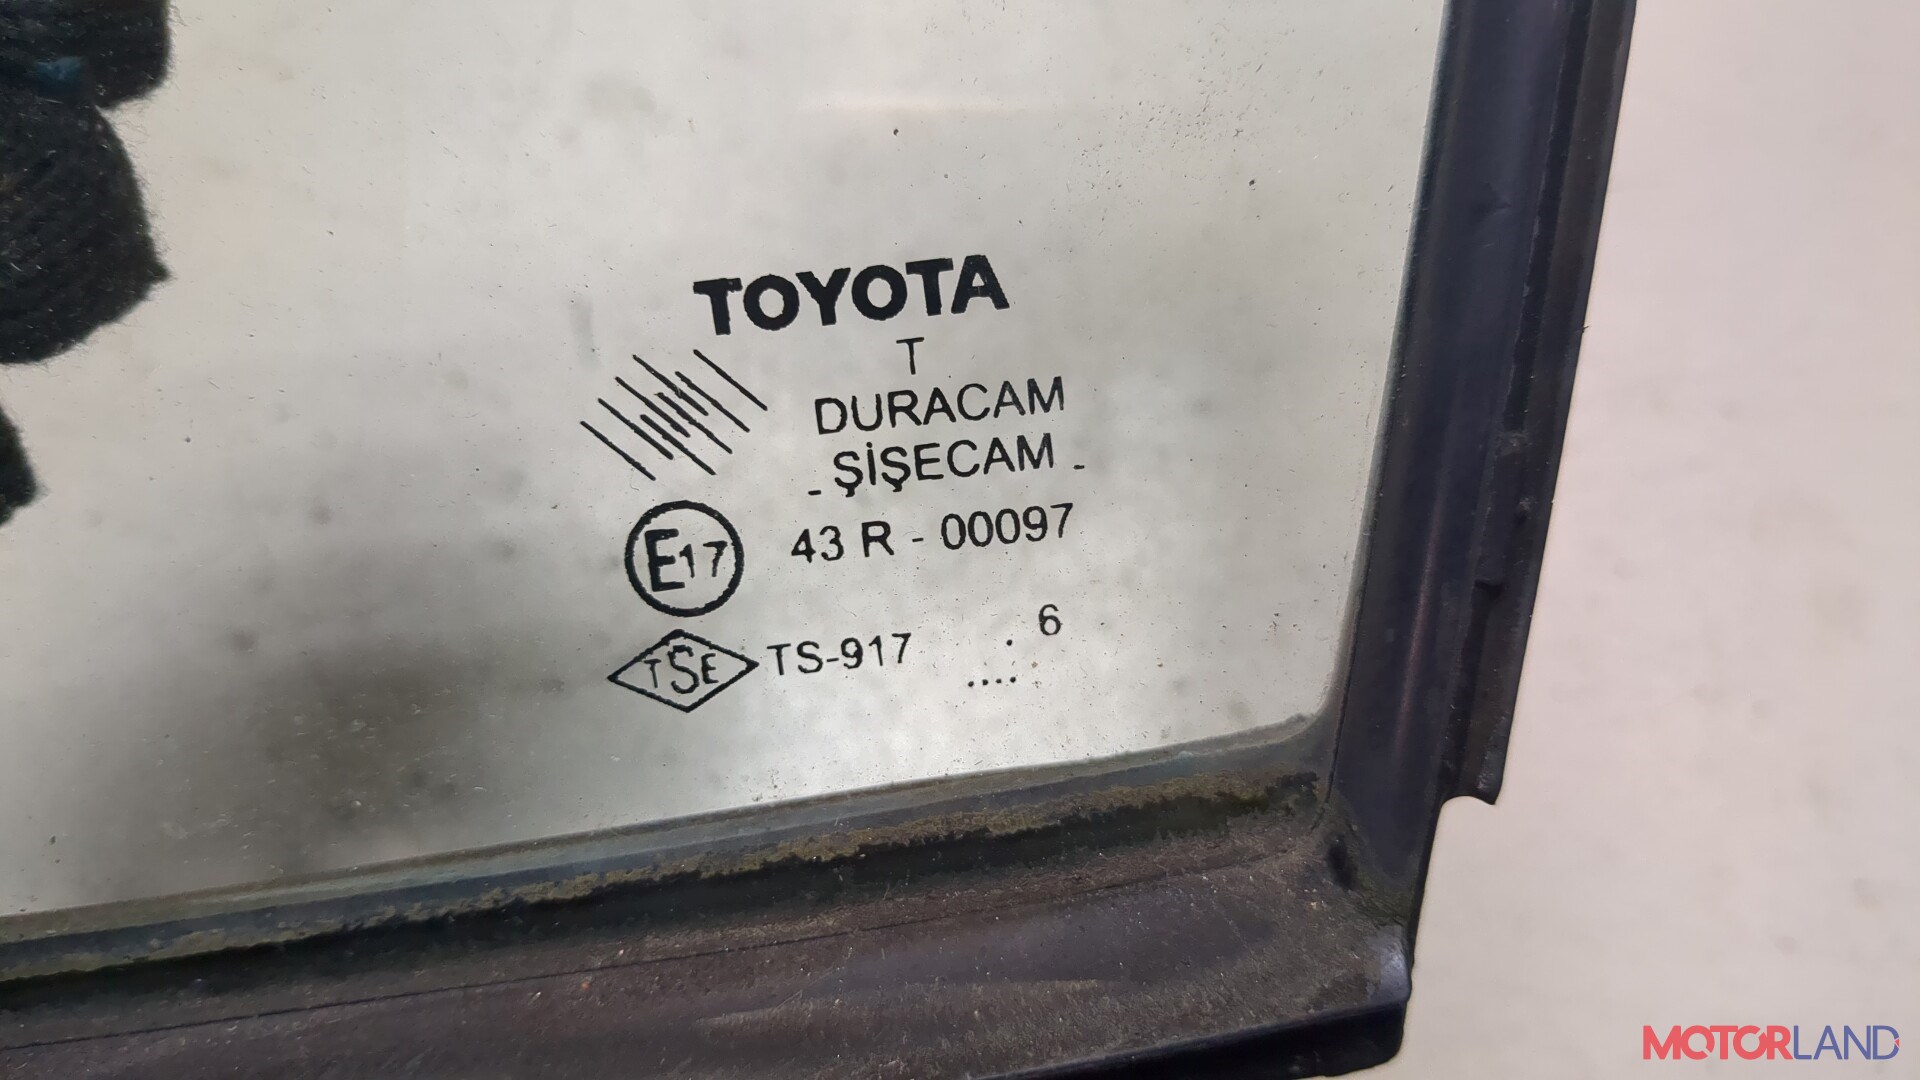 TOYOTA
T
DURACAM
- ŞİŞECAM -
E17 43 R - 00097
TSE TS-917 .... . 6
MOTORLAND